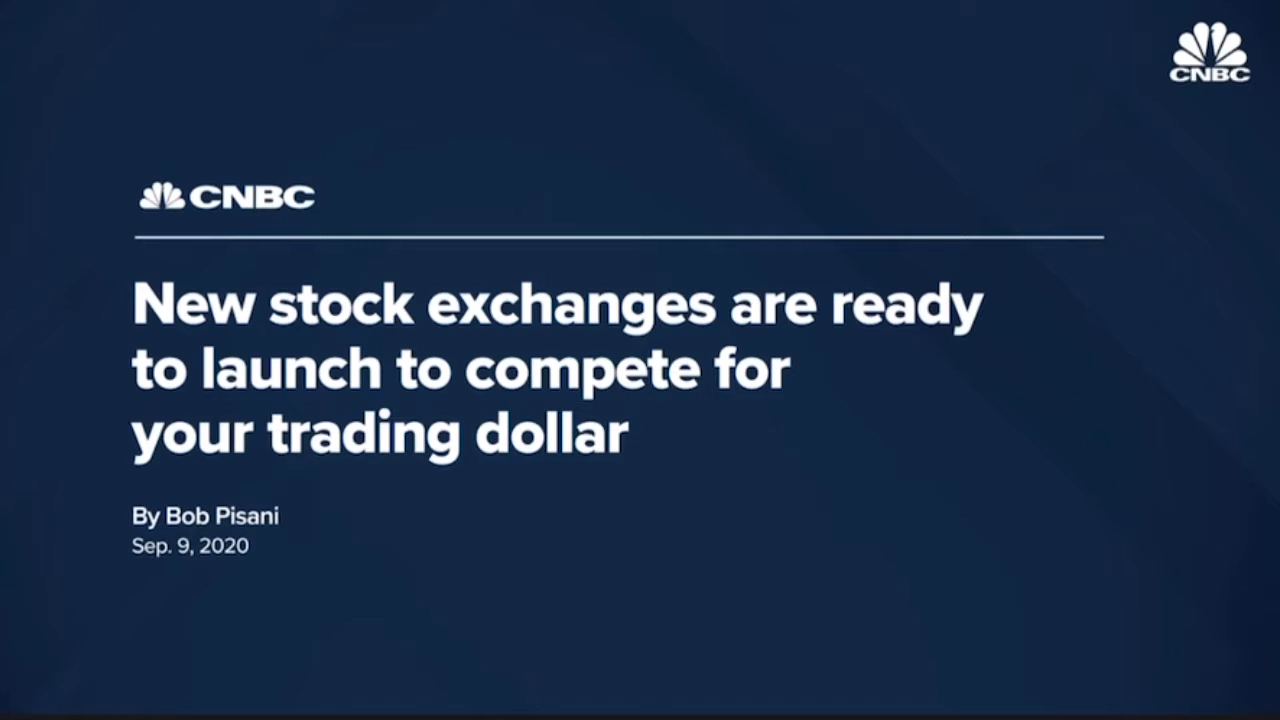 CNBC
CNBC
New stock exchanges are ready
to launch to compete for
your trading dollar
By Bob Pisani
Sep. 9, 2020